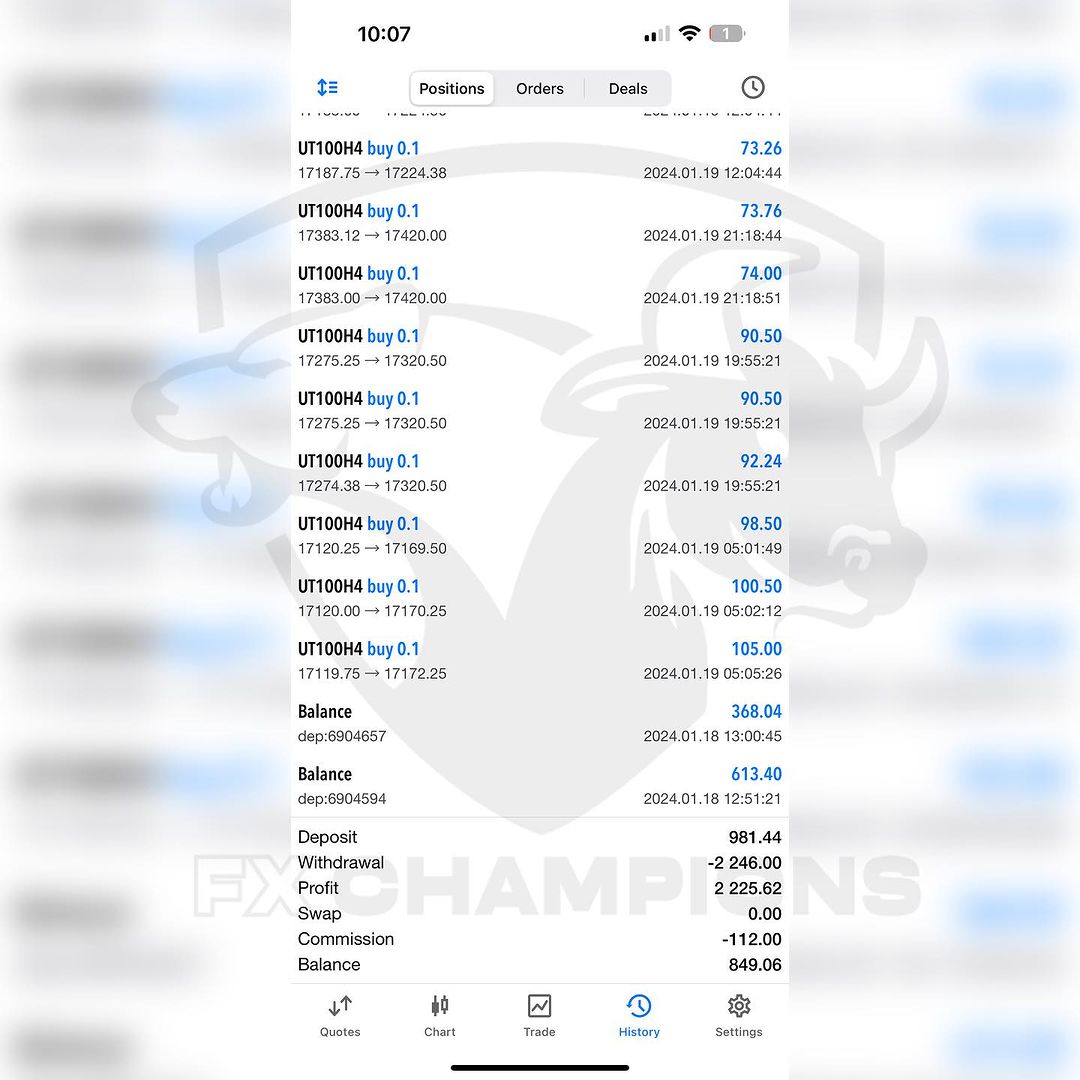 10:07
1
Positions Orders Deals
UT100H4 buy 0.1 73.26
17187.75 → 17224.38 2024.01.19 12:04:44
UT100H4 buy 0.1 73.76
17383.12 → 17420.00 2024.01.19 21:18:44
UT100H4 buy 0.1 74.00
17383.00 → 17420.00 2024.01.19 21:18:51
UT100H4 buy 0.1 90.50
17275.25 → 17320.50 2024.01.19 19:55:21
UT100H4 buy 0.1 90.50
17275.25 → 17320.50 2024.01.19 19:55:21
UT100H4 buy 0.1 92.24
17274.38 → 17320.50 2024.01.19 19:55:21
UT100H4 buy 0.1 98.50
17120.25 → 17169.50 2024.01.19 05:01:49
UT100H4 buy 0.1 100.50
17120.00 → 17170.25 2024.01.19 05:02:12
UT100H4 buy 0.1 105.00
17119.75 → 17172.25 2024.01.19 05:05:26
Balance 368.04
dep:6904657 2024.01.18 13:00:45
Balance 613.40
dep:6904594 2024.01.18 12:51:21
Deposit 981.44
Withdrawal -2 246.00
FX CHAMPIONS
Profit 2 225.62
Swap 0.00
Commission -112.00
Balance 849.06
Quotes Chart Trade History Settings